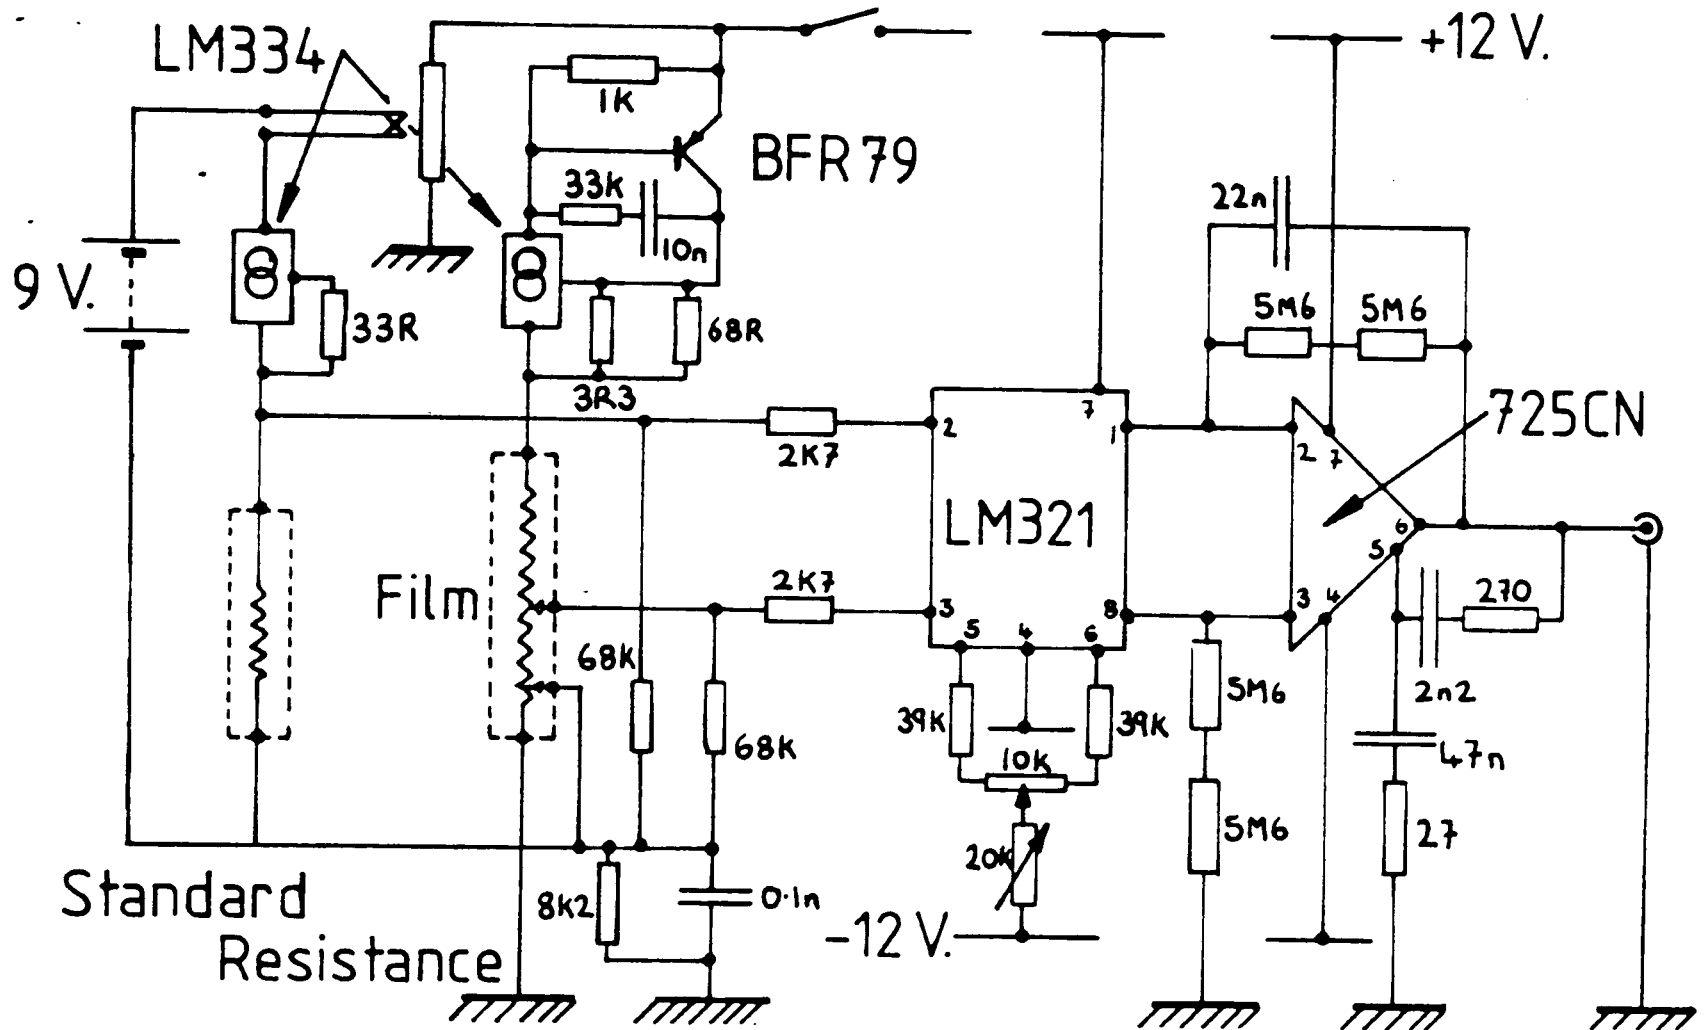 LM334
+12 V.
1K
BFR79
33K
22n
10n
9 V.
5M6
5M6
33R
68R
3R3
7
725CN
2
1
2K7
2
7
LM321
6
5
Film
2K7
3
8
3
4
270
5
4
6
68K
2n2
39K
39K
5M6
68K
10K
47n
20K
5M6
27
Standard
Resistance
8K2
0.1n
-12 V.